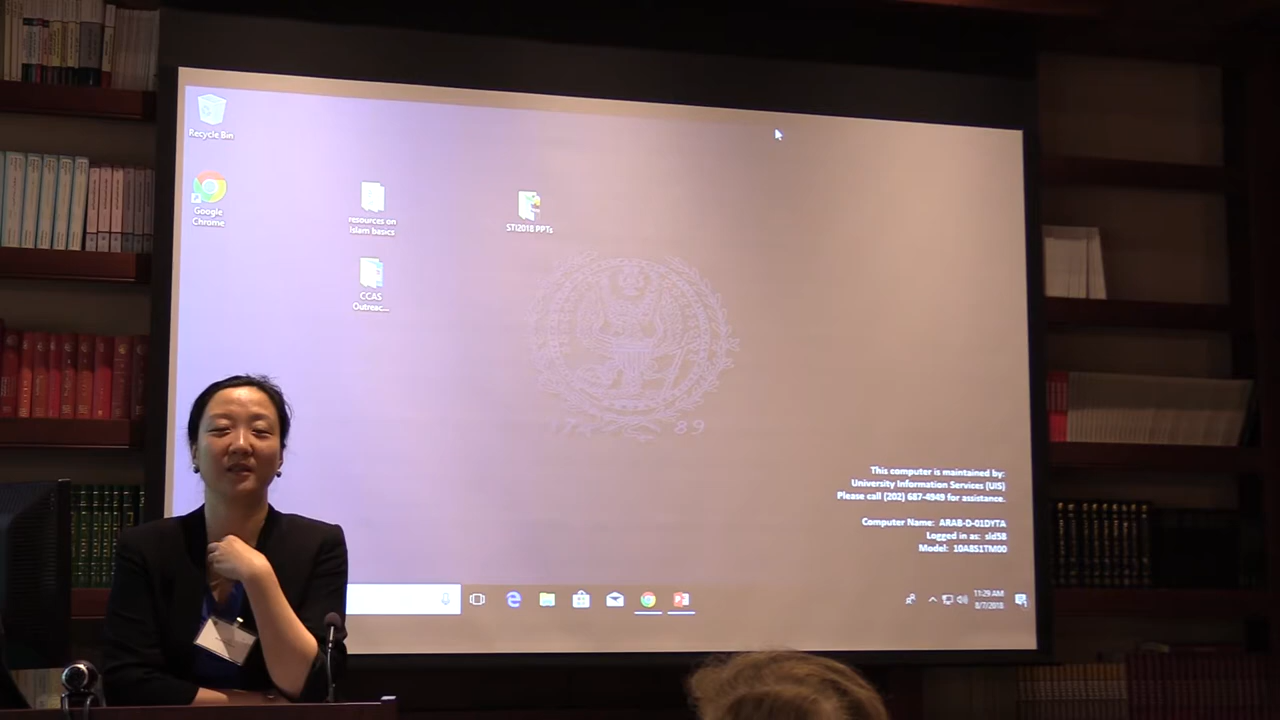 Recycle Bin
Google
Chrome
resources on
Islam basics
STI2018 PPTs
CCAS
Outreac...
89
This computer is maintained by:
University Information Services (UIS)
Please call (202) 687-4949 for assistance.
Computer Name: ARAB-D-01DYTA
Logged in as: sld58
Model: 10A8S1TM00
11:29 AM
8/7/2018